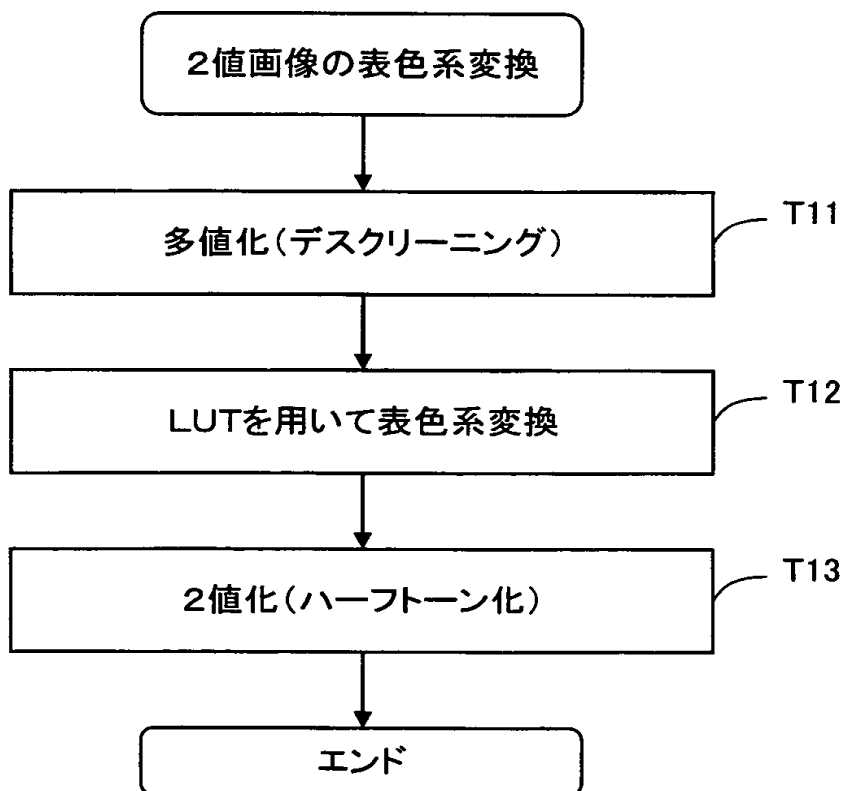 2値画像の表色系変換
多値化(デスクリーニング)
T11
LUTを用いて表色系変換
T12
2値化(ハーフトーン化)
T13
エンド